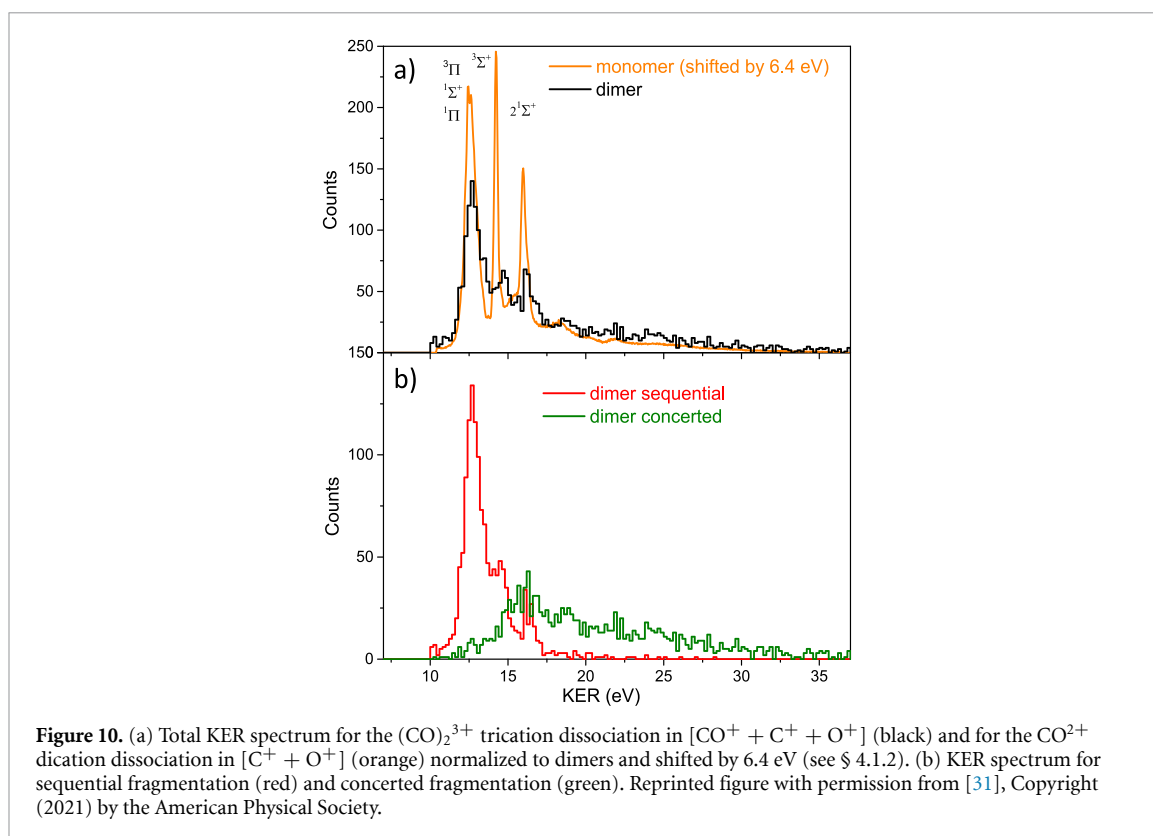 250
a)
³Π ³Σ⁺
monomer (shifted by 6.4 eV)
200
¹Σ⁺
dimer
¹Π
2¹Σ⁺
150
Counts
100
50
150
b)
dimer sequential
dimer concerted
100
Counts
50
0
10 15 20 25 30 35
KER (eV)
Figure 10. (a) Total KER spectrum for the (CO)₂³⁺ trication dissociation in [CO⁺ + C⁺ + O⁺] (black) and for the CO²⁺
dication dissociation in [C⁺ + O⁺] (orange) normalized to dimers and shifted by 6.4 eV (see § 4.1.2). (b) KER spectrum for
sequential fragmentation (red) and concerted fragmentation (green). Reprinted figure with permission from [31], Copyright
(2021) by the American Physical Society.